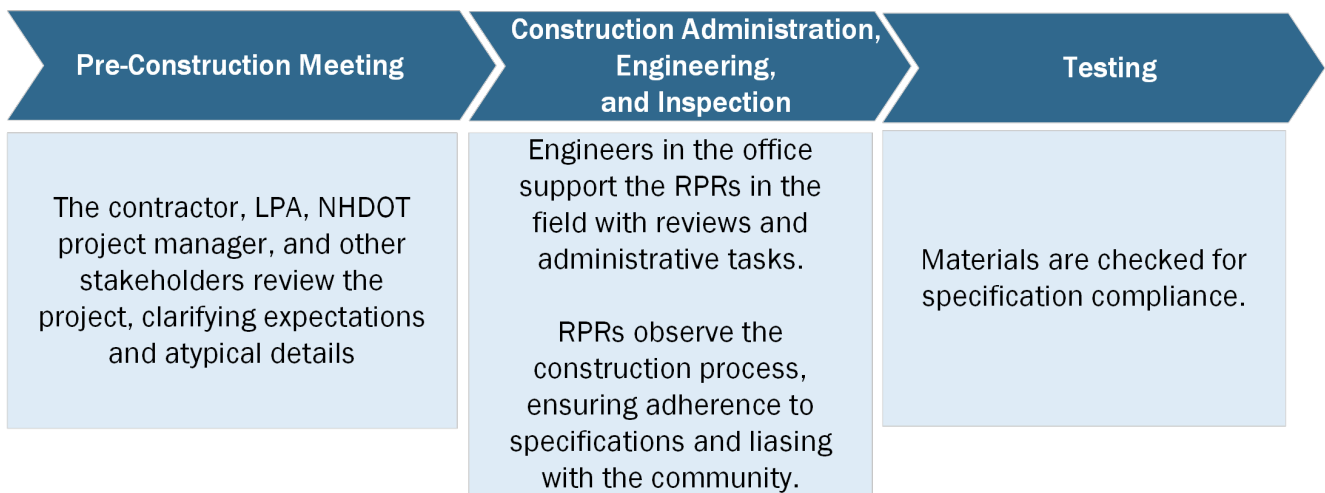 Pre-Construction Meeting
The contractor, LPA, NHDOT
project manager, and other
stakeholders review the
project, clarifying expectations
and atypical details
Construction Administration,
Engineering,
and Inspection
Engineers in the office
support the RPRs in the
field with reviews and
administrative tasks.
RPRs observe the
construction process,
ensuring adherence to
specifications and liasing
with the community.
Testing
Materials are checked for
specification compliance.